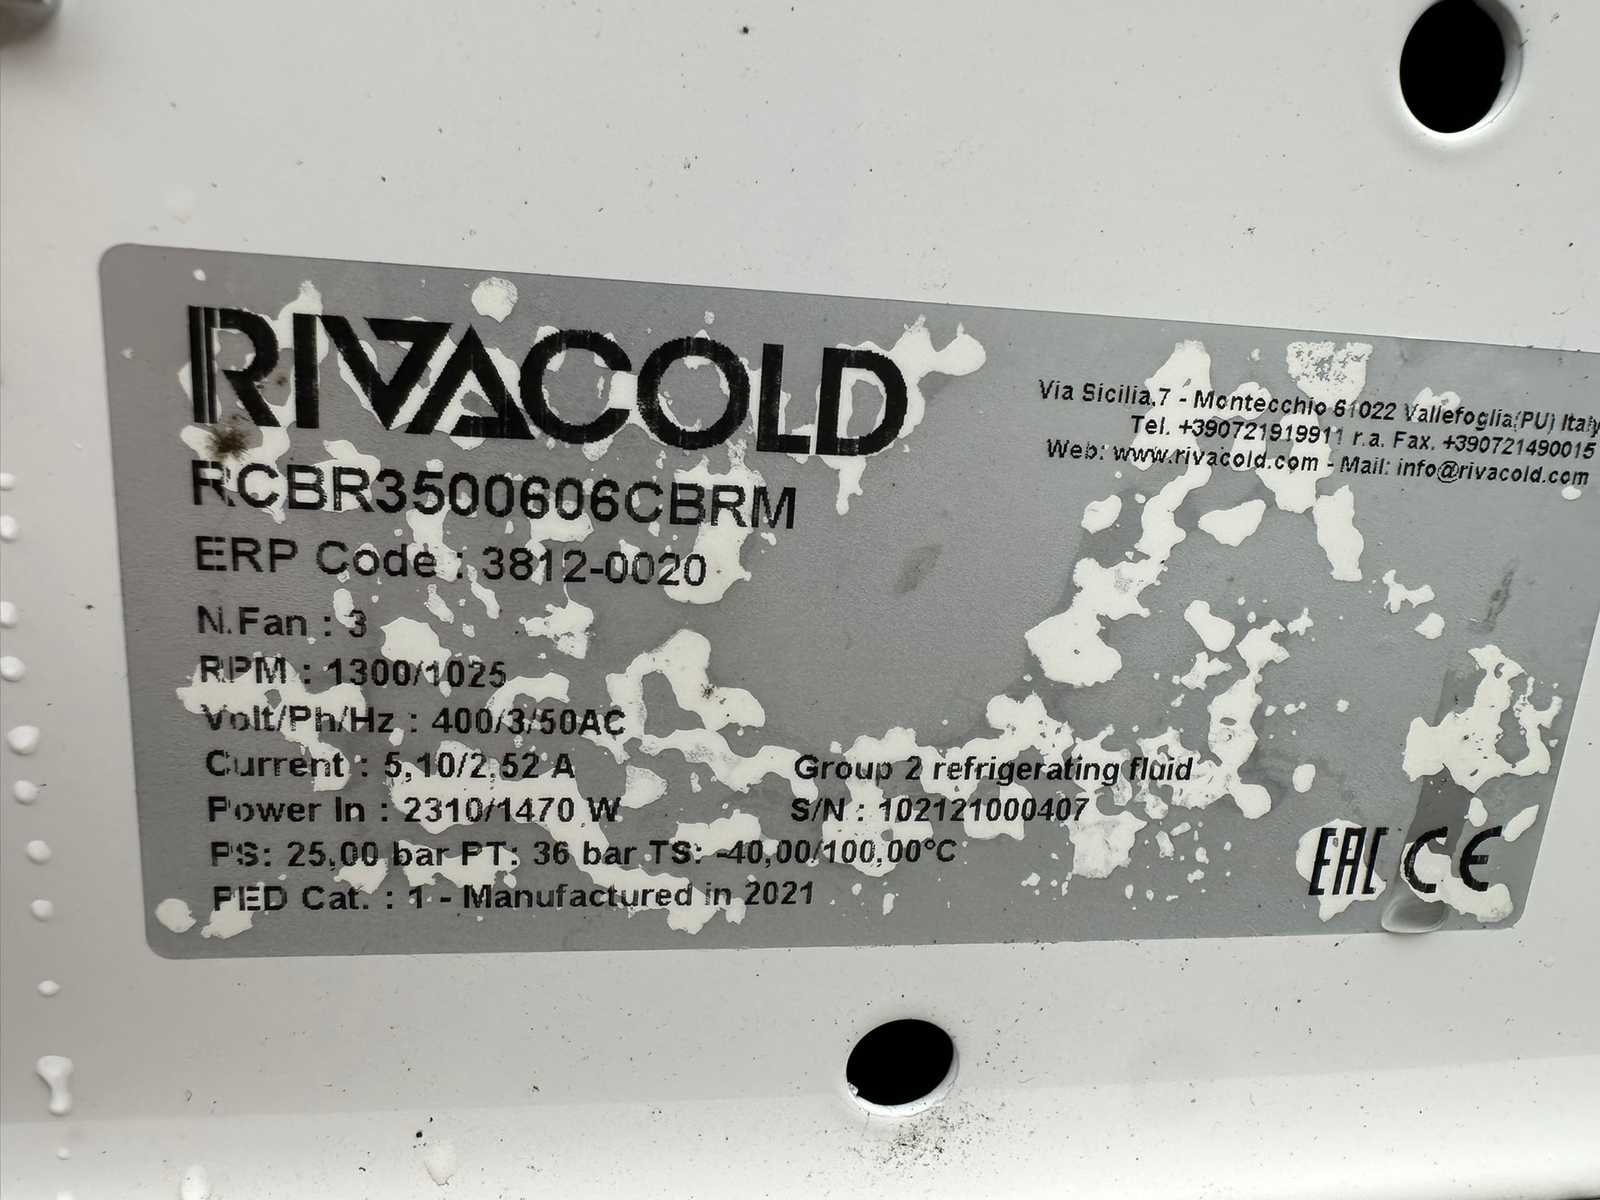 RIVACOLD
Via Sicilia,7 - Montecchio 61022 Vallefoglia(PU) Italy
Tel. +390721919911 r.a. Fax. +390721490015
Web: www.rivacold.com - Mail: info@rivacold.com
RCBR3500606CBRM
ERP Code : 3812-0020
N.Fan : 3
RPM : 1300/1025
Volt/Ph/Hz : 400/3/50AC
Current : 5,10/2,52 A
Group 2 refrigerating fluid
Power In : 2310/1470 W
S/N : 102121000407
PS: 25,00 bar PT: 36 bar TS: -40,00/100,00°C
PED Cat. : 1 - Manufactured in 2021
EAC CE